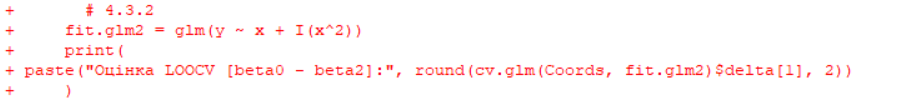 +        # 4.3.2
+      fit.glm2 = glm(y ~ x + I(x^2))
+      print(
+ paste("Оцінка LOOCV [beta0 - beta2]:", round(cv.glm(Coords, fit.glm2)$delta[1], 2))
+      )